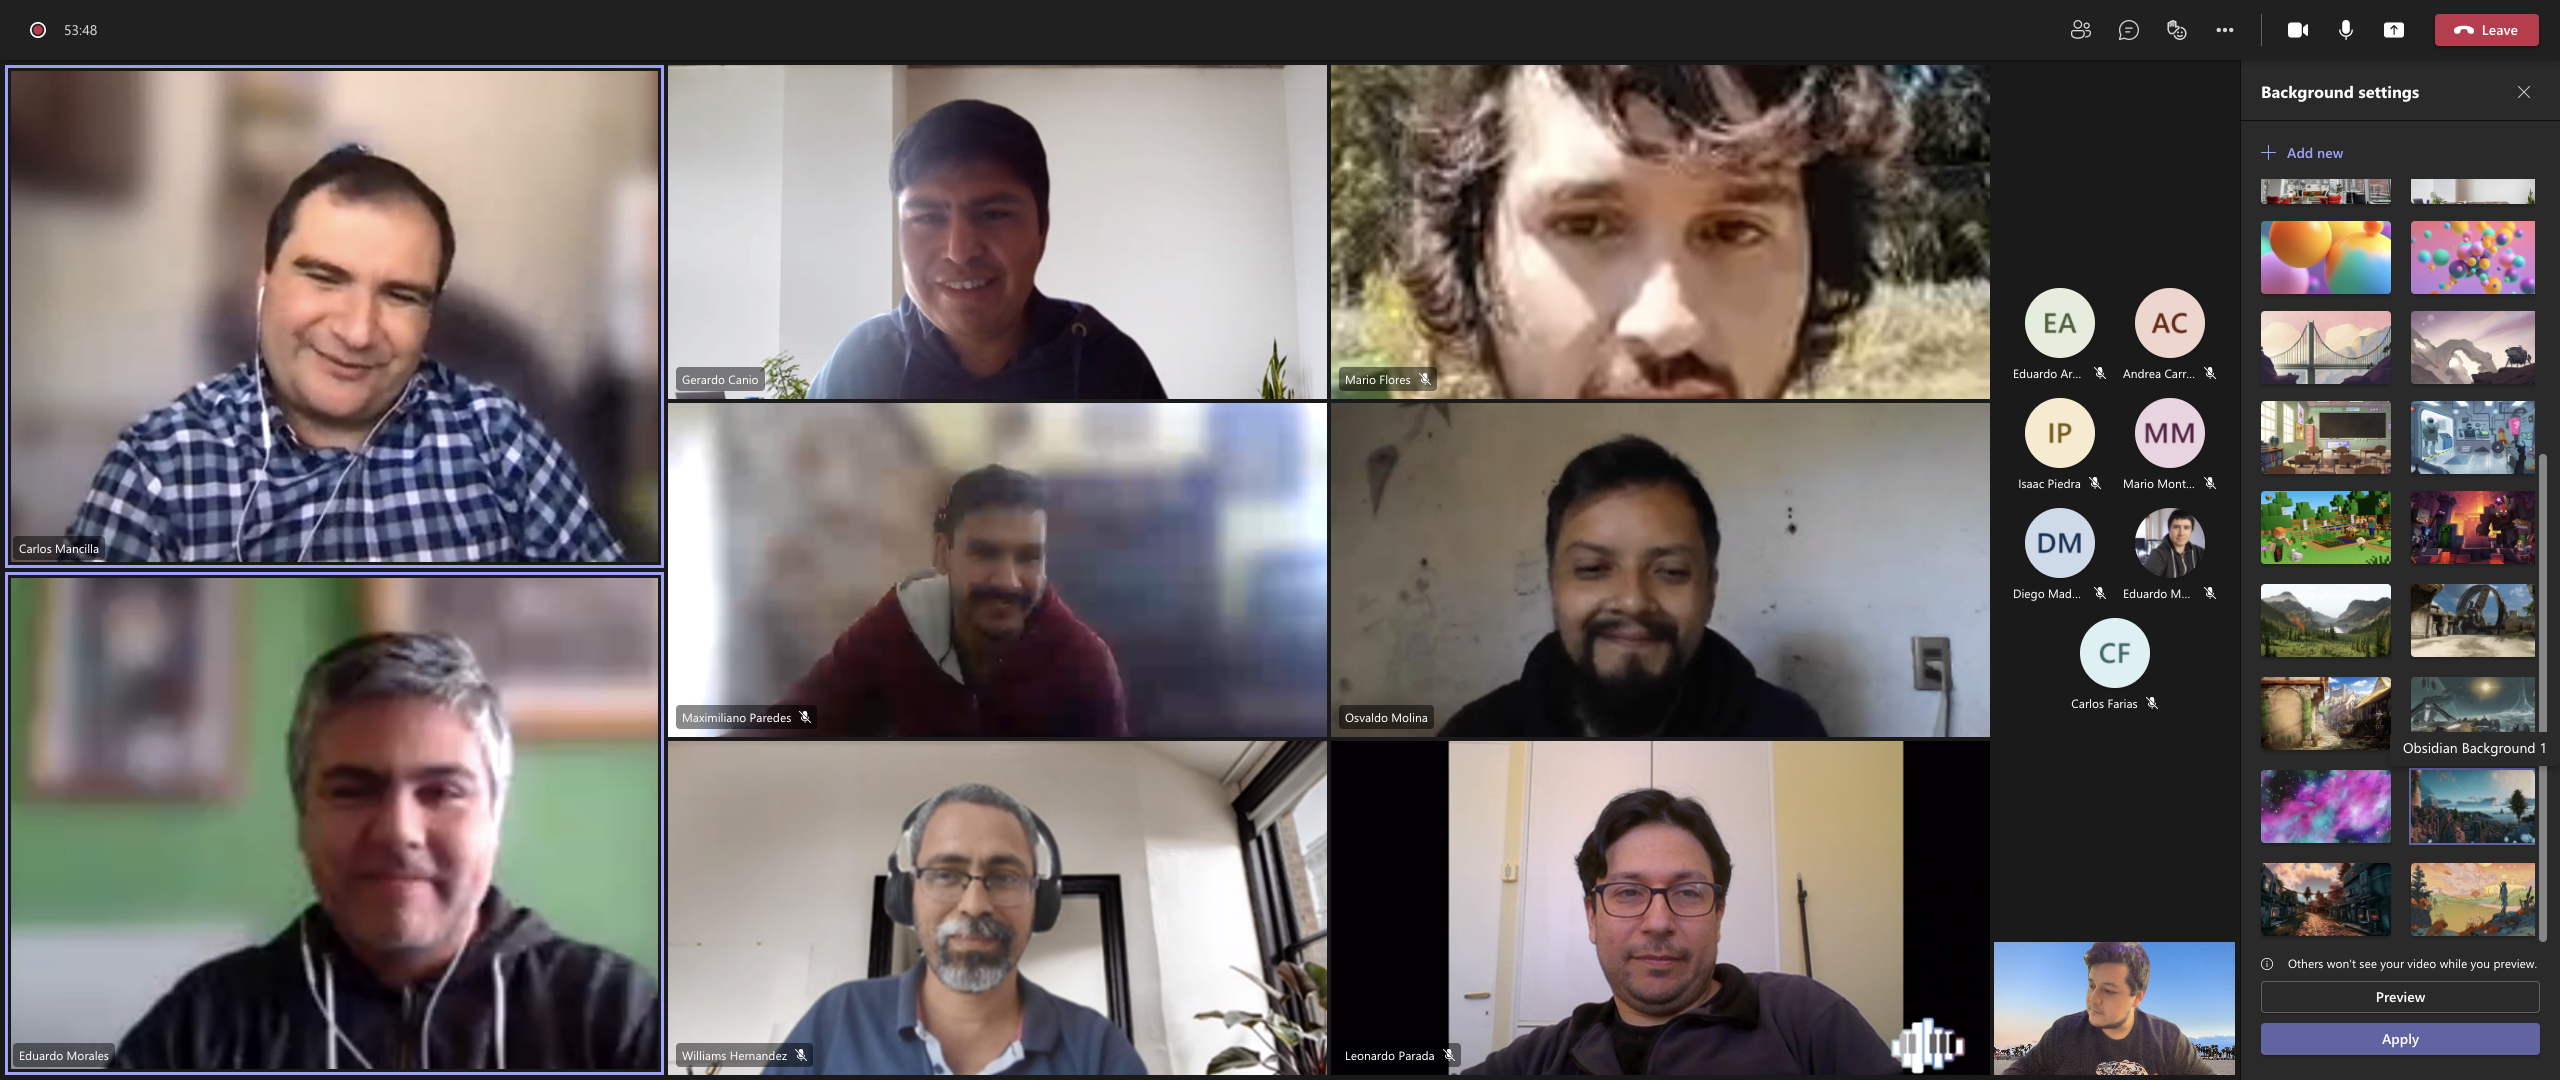 53:48
Leave
Carlos Mancilla
Gerardo Canio
Mario Flores
Maximiliano Paredes
Osvaldo Molina
Eduardo Morales
Williams Hernandez
Leonardo Parada
EA
AC
Eduardo Ar...
Andrea Carr...
IP
MM
Isaac Piedra
Mario Mont...
DM
Diego Mad...
Eduardo M...
CF
Carlos Farias
Background settings
Add new
Obsidian Background 1
Others won't see your video while you preview.
Preview
Apply